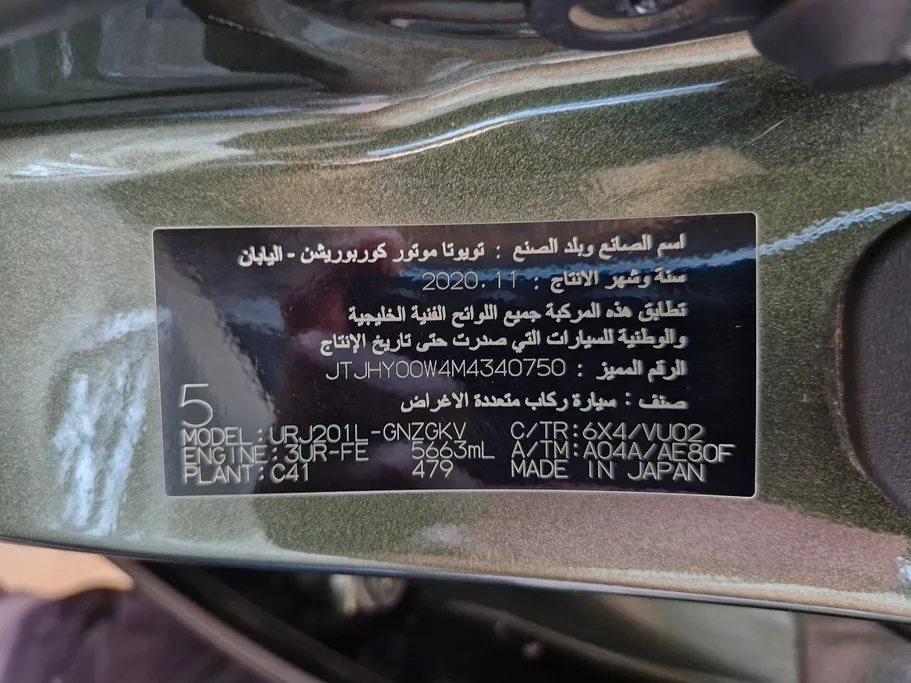 اسم الصانع وبلد الصنع : تويوتا موتور كوربوريشن - اليابان
سنة وشهر الانتاج : 2020.11
تطابق هذه المركبة جميع اللوائح الفنية الخليجية
والوطنية للسيارات التي صدرت حتى تاريخ الإنتاج
الرقم المميز : JTJHY00W4M4340750
صنف : سيارة ركاب متعددة الاغراض
5
MODEL:URJ201L-GNZGKV C/TR:6X4/VU02
ENGINE:3UR-FE 5663mL A/TM:A04A/AE80F
PLANT:C41 479 MADE IN JAPAN